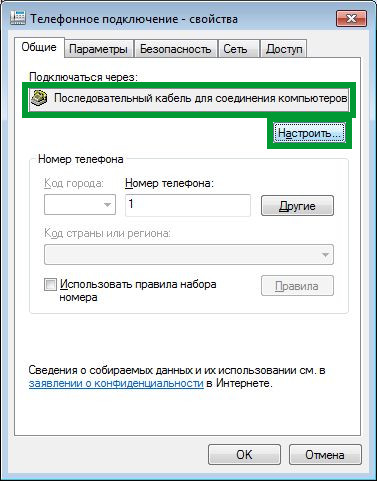 Телефонное подключение - свойства
Общие Параметры Безопасность Сеть Доступ
Подключаться через:
Последовательный кабель для соединения компьютеров
Настроить...
Номер телефона
Код города: Номер телефона:
1 Другие
Код страны или региона:
Использовать правила набора номера Правила
Сведения о собираемых данных и их использовании см. в
заявлении о конфиденциальности в Интернете.
OK Отмена